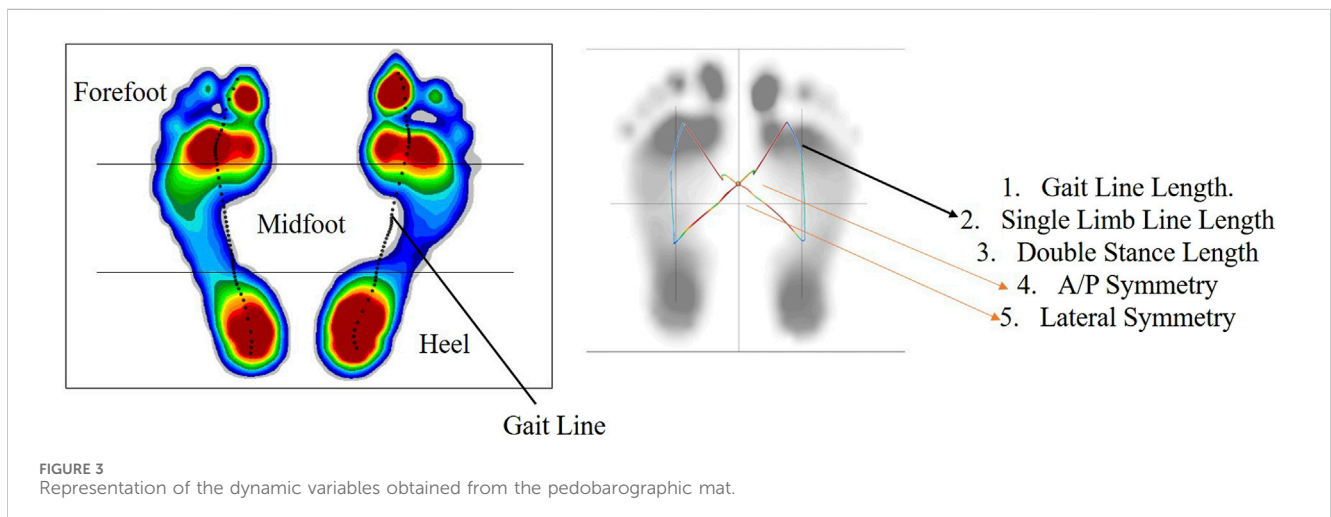 Forefoot
Midfoot
Heel
Gait Line
1. Gait Line Length.
2. Single Limb Line Length
3. Double Stance Length
4. A/P Symmetry
5. Lateral Symmetry
FIGURE 3
Representation of the dynamic variables obtained from the pedobarographic mat.